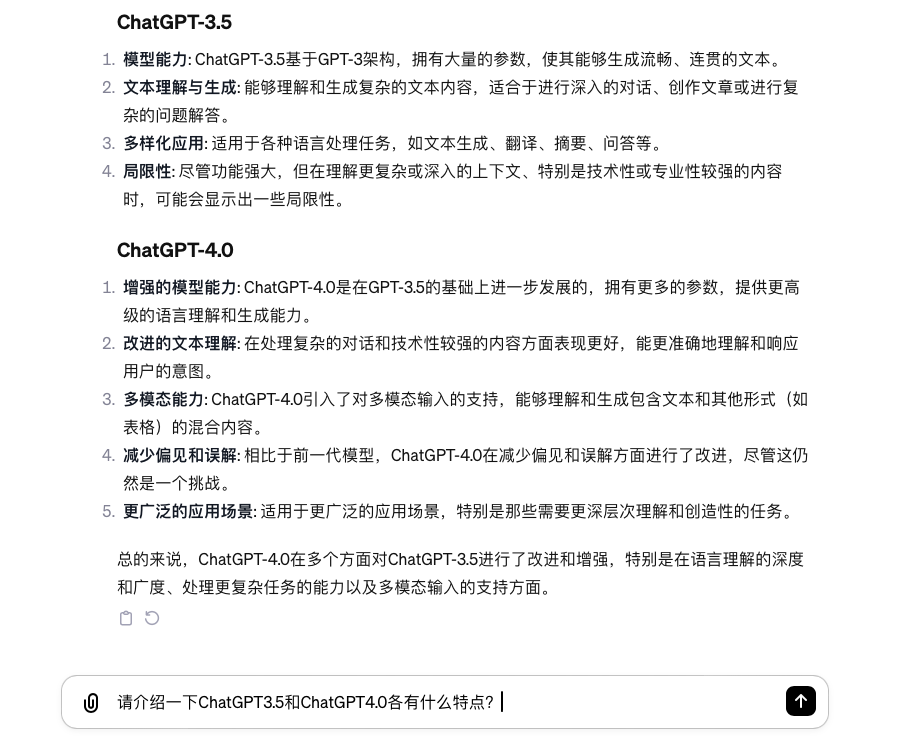 ChatGPT-3.5
1. 模型能力: ChatGPT-3.5基于GPT-3架构，拥有大量的参数，使其能够生成流畅、连贯的文本。
2. 文本理解与生成: 能够理解和生成复杂的文本内容，适合于进行深入的对话、创作文章或进行复
杂的问题解答。
3. 多样化应用: 适用于各种语言处理任务，如文本生成、翻译、摘要、问答等。
4. 局限性: 尽管功能强大，但在理解更复杂或深入的上下文、特别是技术性或专业性较强的内容
时，可能会显示出一些局限性。
ChatGPT-4.0
1. 增强的模型能力: ChatGPT-4.0是在GPT-3.5的基础上进一步发展的，拥有更多的参数，提供更高
级的语言理解和生成能力。
2. 改进的文本理解: 在处理复杂的对话和技术性较强的内容方面表现更好，能更准确地理解和响应
用户的意图。
3. 多模态能力: ChatGPT-4.0引入了对多模态输入的支持，能够理解和生成包含文本和其他形式（如
表格）的混合内容。
4. 减少偏见和误解: 相比于前一代模型，ChatGPT-4.0在减少偏见和误解方面进行了改进，尽管这仍
然是一个挑战。
5. 更广泛的应用场景: 适用于更广泛的应用场景，特别是那些需要更深层次理解和创造性的任务。
总的来说，ChatGPT-4.0在多个方面对ChatGPT-3.5进行了改进和增强，特别是在语言理解的深度
和广度、处理更复杂任务的能力以及多模态输入的支持方面。
请介绍一下ChatGPT3.5和ChatGPT4.0各有什么特点？